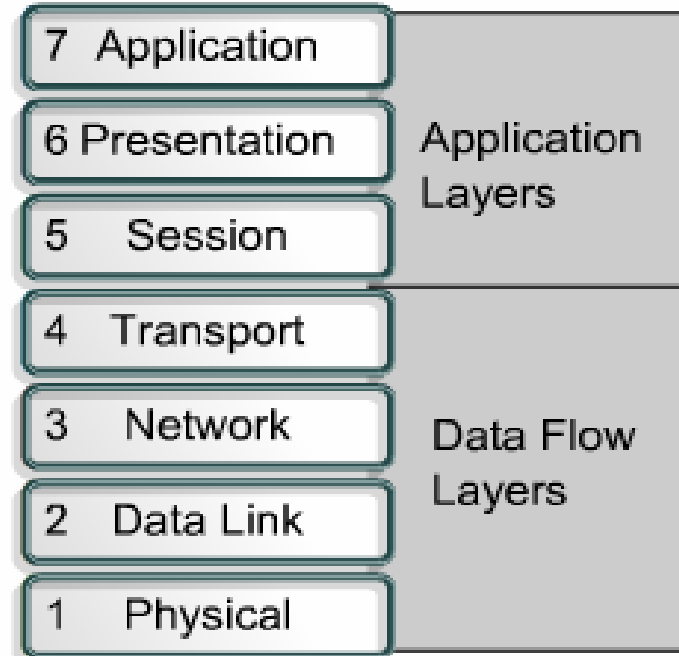 7 Application
6 Presentation
5 Session
4 Transport
3 Network
2 Data Link
1 Physical
Application
Layers
Data Flow
Layers